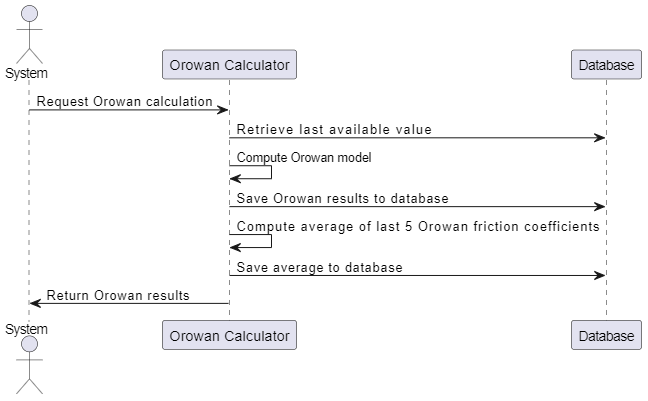 System
Orowan Calculator
Database
Request Orowan calculation
Retrieve last available value
Compute Orowan model
Save Orowan results to database
Compute average of last 5 Orowan friction coefficients
Save average to database
Return Orowan results
System
Orowan Calculator
Database